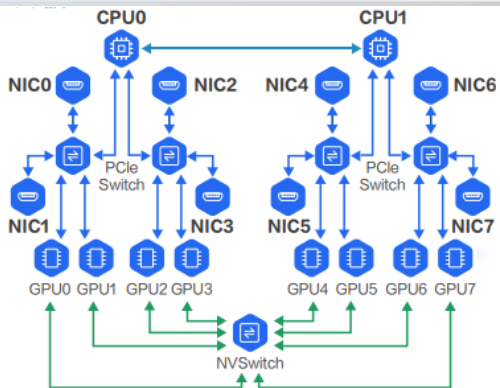 CPU0
CPU1
NIC0
NIC2
NIC4
NIC6
PCIe
Switch
PCIe
Switch
NIC1
NIC3
NIC5
NIC7
GPU0 GPU1 GPU2 GPU3 GPU4 GPU5 GPU6 GPU7
NVSwitch